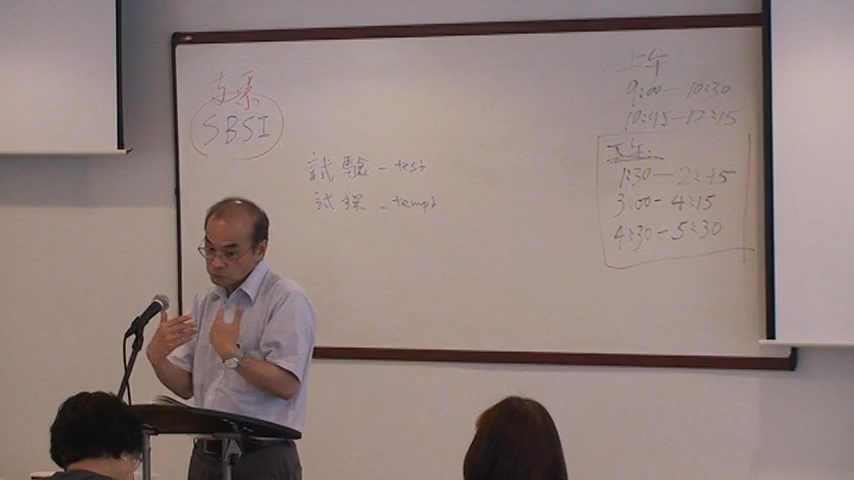 SBSI
試驗 - test
試探 - tempt
上午
9:00 — 10:30
10:45 — 12:15
下午
1:30 — 2:45
3:00 - 4:15
4:30 - 5:30